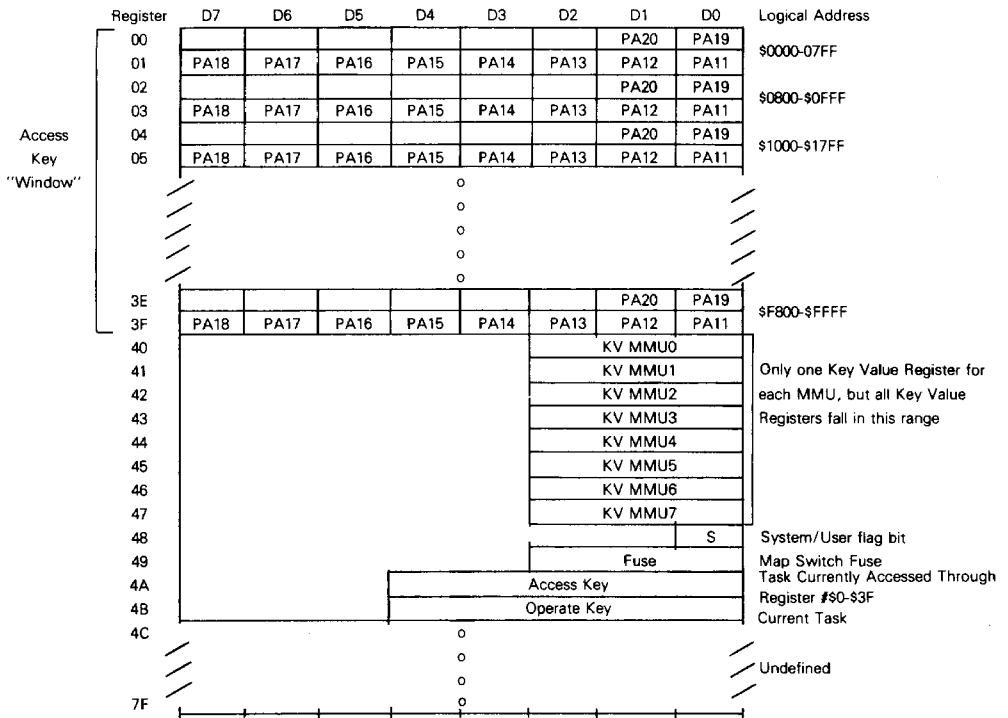 Register D7 D6 D5 D4 D3 D2 D1 D0 Logical Address
00 PA20 PA19
$0000-07FF
01 PA18 PA17 PA16 PA15 PA14 PA13 PA12 PA11
02 PA20 PA19
$0800-$0FFF
03 PA18 PA17 PA16 PA15 PA14 PA13 PA12 PA11
04 PA20 PA19
$1000-$17FF
05 PA18 PA17 PA16 PA15 PA14 PA13 PA12 PA11
Access
Key
"Window"
3E PA20 PA19
$F800-$FFFF
3F PA18 PA17 PA16 PA15 PA14 PA13 PA12 PA11
40 KV MMU0
41 KV MMU1 Only one Key Value Register for
42 KV MMU2 each MMU, but all Key Value
43 KV MMU3 Registers fall in this range
44 KV MMU4
45 KV MMU5
46 KV MMU6
47 KV MMU7
48 S System/User flag bit
49 Fuse Map Switch Fuse
4A Access Key Task Currently Accessed Through
Register #$0-$3F
4B Operate Key Current Task
4C
Undefined
7F